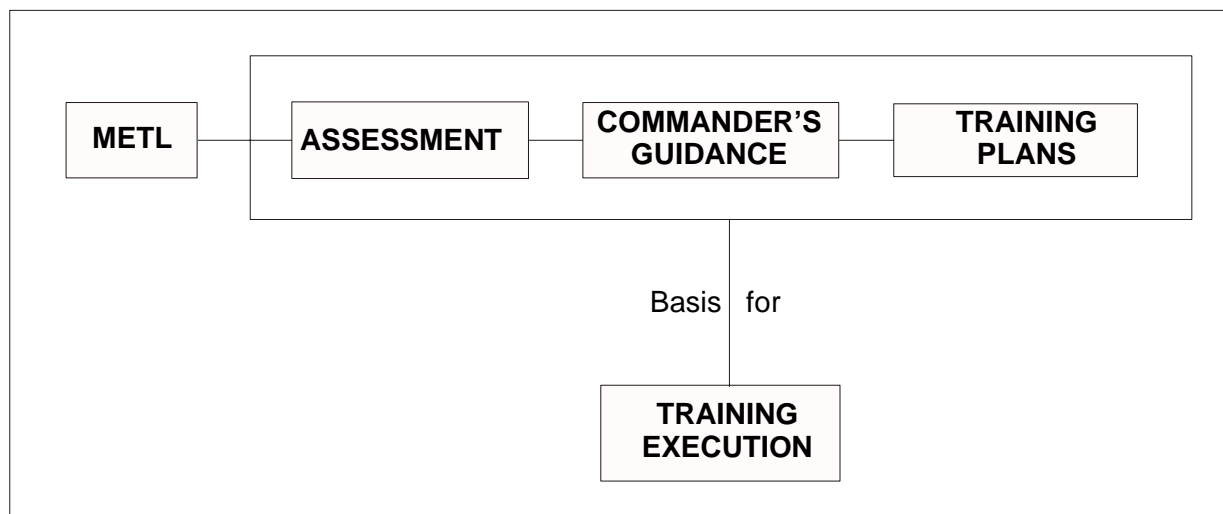 METL
ASSESSMENT
COMMANDER’S
GUIDANCE
TRAINING
PLANS
Basis for
TRAINING
EXECUTION